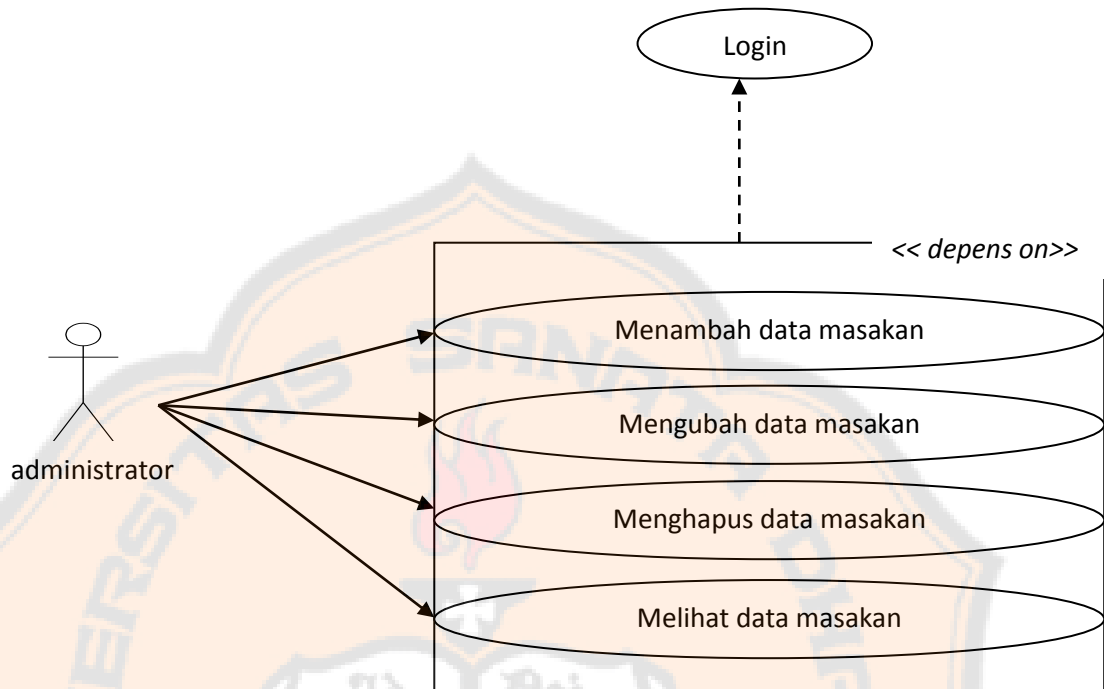 Login
<< depens on>>
Menambah data masakan
Mengubah data masakan
administrator
Menghapus data masakan
Melihat data masakan